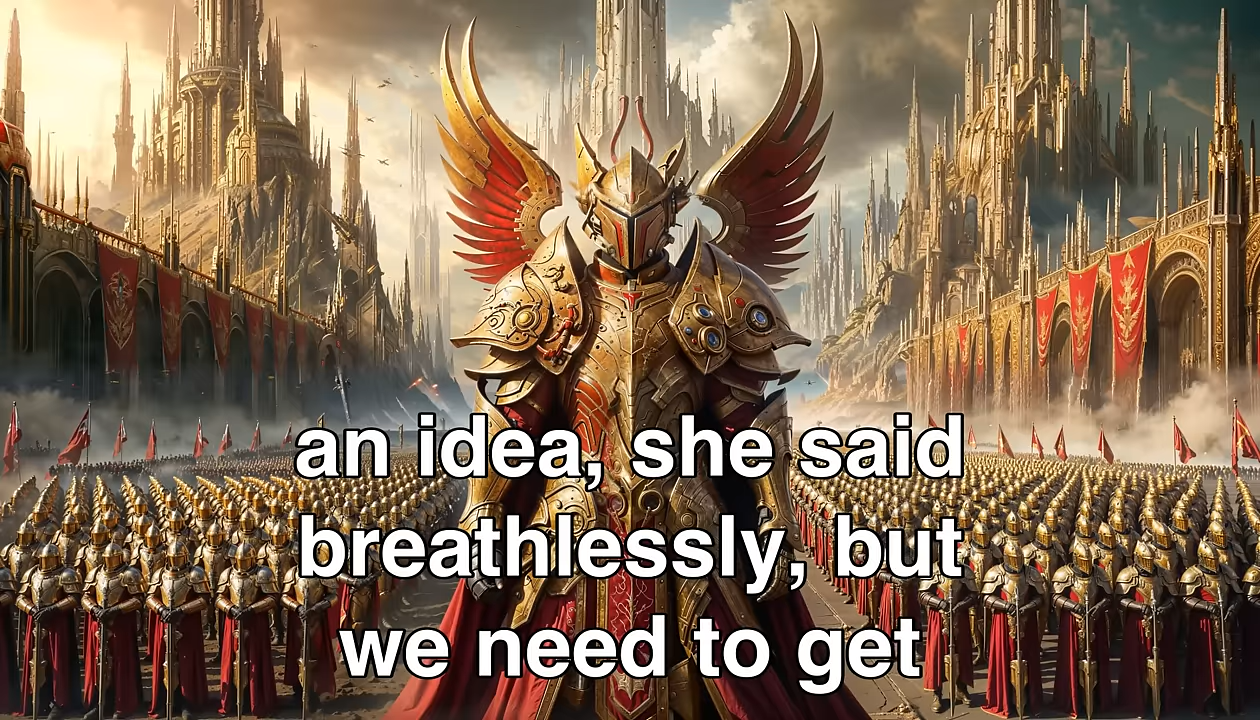 an idea, she said
breathlessly, but
we need to get